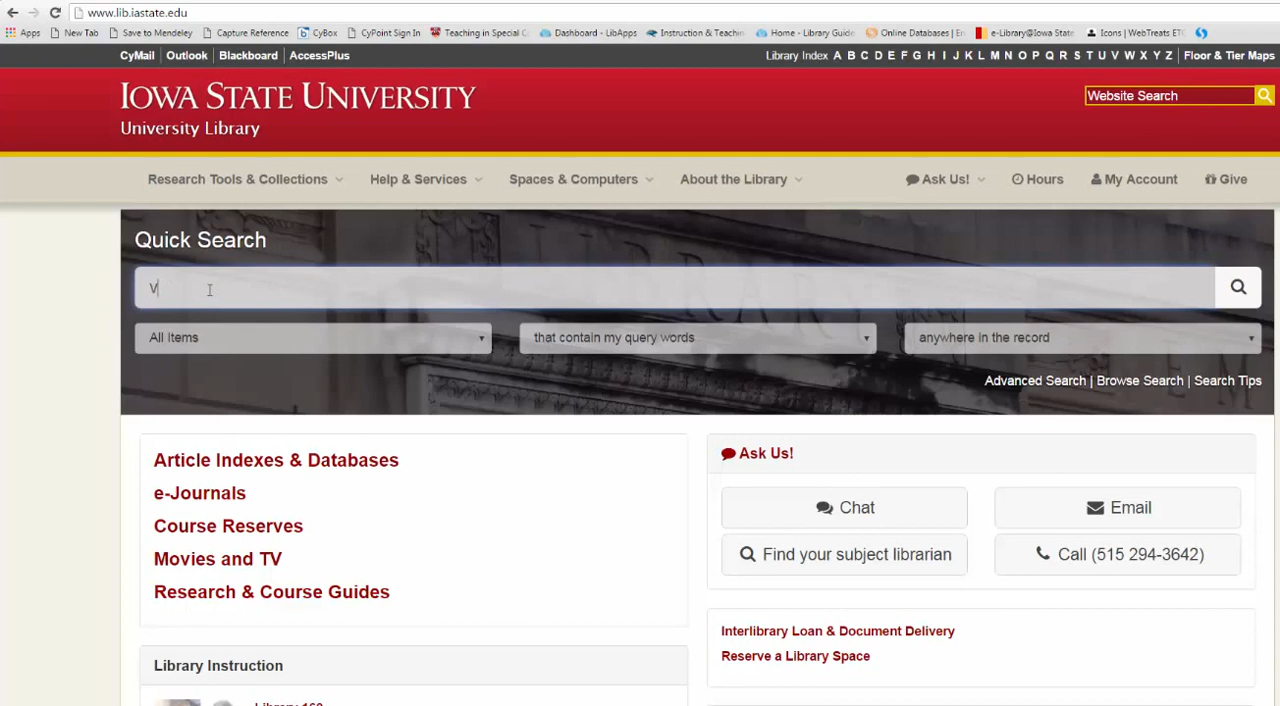 www.lib.iastate.edu
Apps New Tab Save to Mendeley Capture Reference CyBox CyPoint Sign In Teaching in Special C Dashboard - LibApps Instruction & Teachin Home - Library Guide Online Databases | En e-Library@Iowa State Icons | WebTreats ETC
CyMail Outlook Blackboard AccessPlus Library Index A B C D E F G H I J K L M N O P Q R S T U V W X Y Z Floor & Tier Maps
IOWA STATE UNIVERSITY
Website Search
University Library
Research Tools & Collections Help & Services Spaces & Computers About the Library Ask Us! Hours My Account Give
Quick Search
V
All Items that contain my query words anywhere in the record
Advanced Search | Browse Search | Search Tips
Article Indexes & Databases
e-Journals
Course Reserves
Movies and TV
Research & Course Guides
Library Instruction
Library 160
Ask Us!
Chat Email
Find your subject librarian Call (515 294-3642)
Interlibrary Loan & Document Delivery
Reserve a Library Space